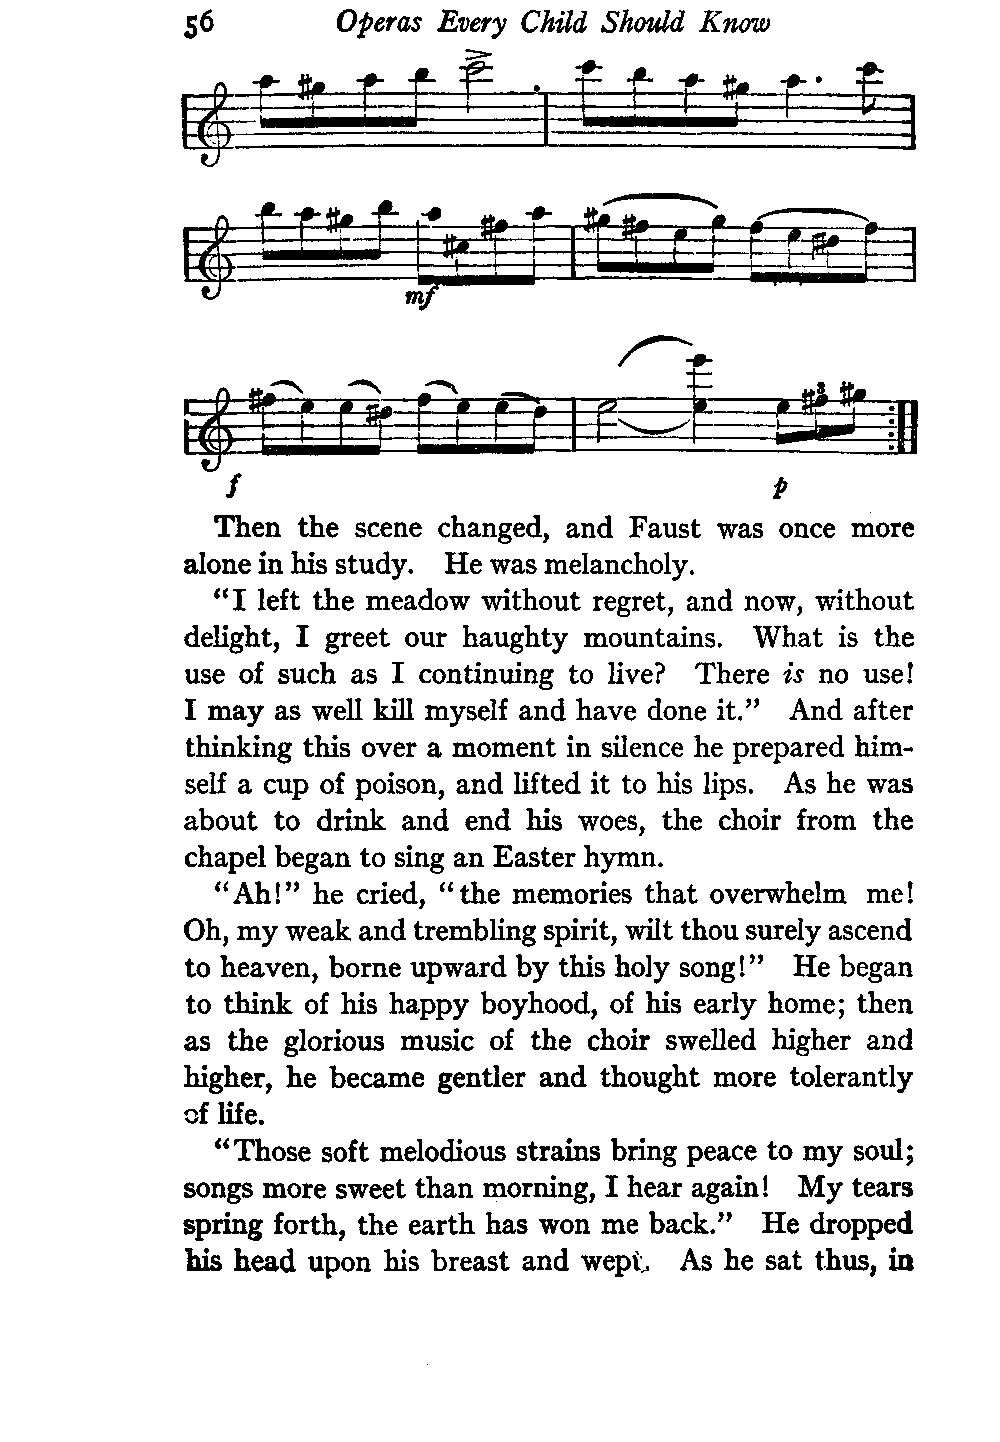 56 Operas Every Child Should Know
mf
f p
3
Then the scene changed, and Faust was once more
alone in his study. He was melancholy.
"I left the meadow without regret, and now, without
delight, I greet our haughty mountains. What is the
use of such as I continuing to live? There is no use!
I may as well kill myself and have done it." And after
thinking this over a moment in silence he prepared him-
self a cup of poison, and lifted it to his lips. As he was
about to drink and end his woes, the choir from the
chapel began to sing an Easter hymn.
"Ah!" he cried, "the memories that overwhelm me!
Oh, my weak and trembling spirit, wilt thou surely ascend
to heaven, borne upward by this holy song!" He began
to think of his happy boyhood, of his early home; then
as the glorious music of the choir swelled higher and
higher, he became gentler and thought more tolerantly
of life.
"Those soft melodious strains bring peace to my soul;
songs more sweet than morning, I hear again! My tears
spring forth, the earth has won me back." He dropped
his head upon his breast and wept. As he sat thus, in